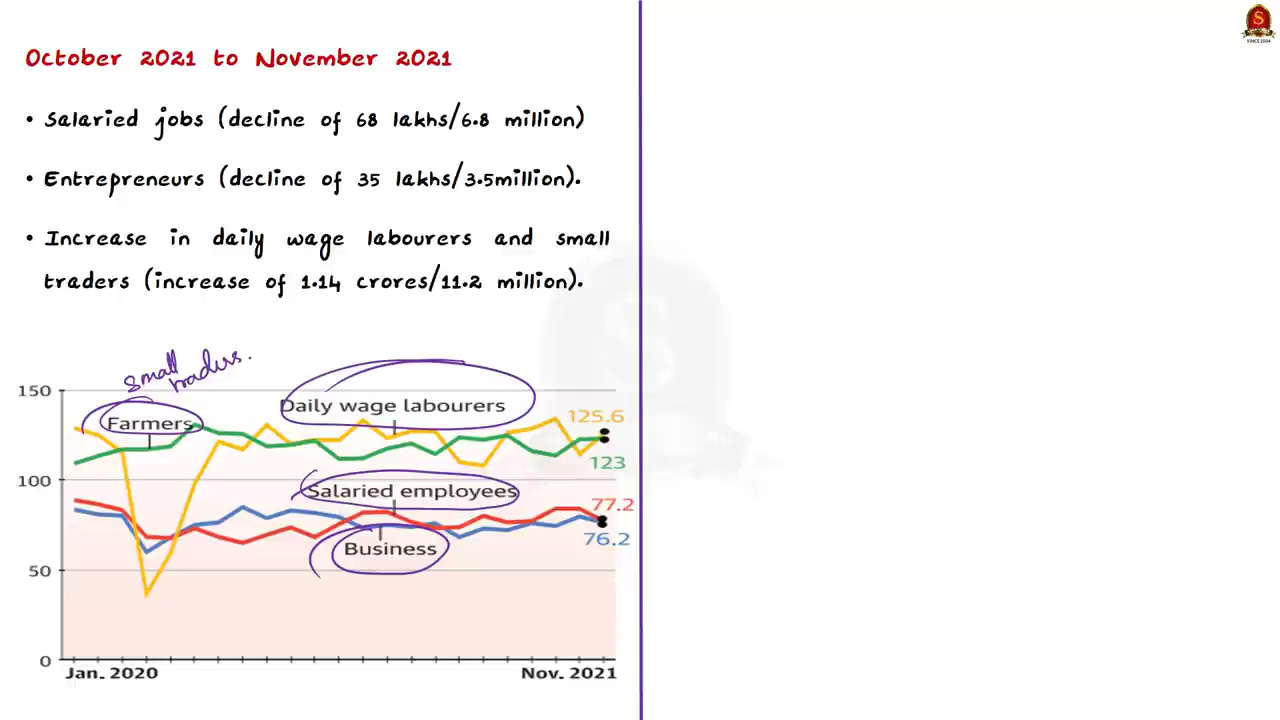 October 2021 to November 2021
• Salaried jobs (decline of 68 lakhs/6.8 million)
• Entrepreneurs (decline of 35 lakhs/3.5million).
• Increase in daily wage labourers and small
traders (increase of 1.14 crores/11.2 million).
small
traders.
150
Daily wage labourers
125.6
Farmers
123
100
Salaried employees
77.2
76.2
Business
50
0
Jan. 2020
Nov. 2021
S
SINCE 2004